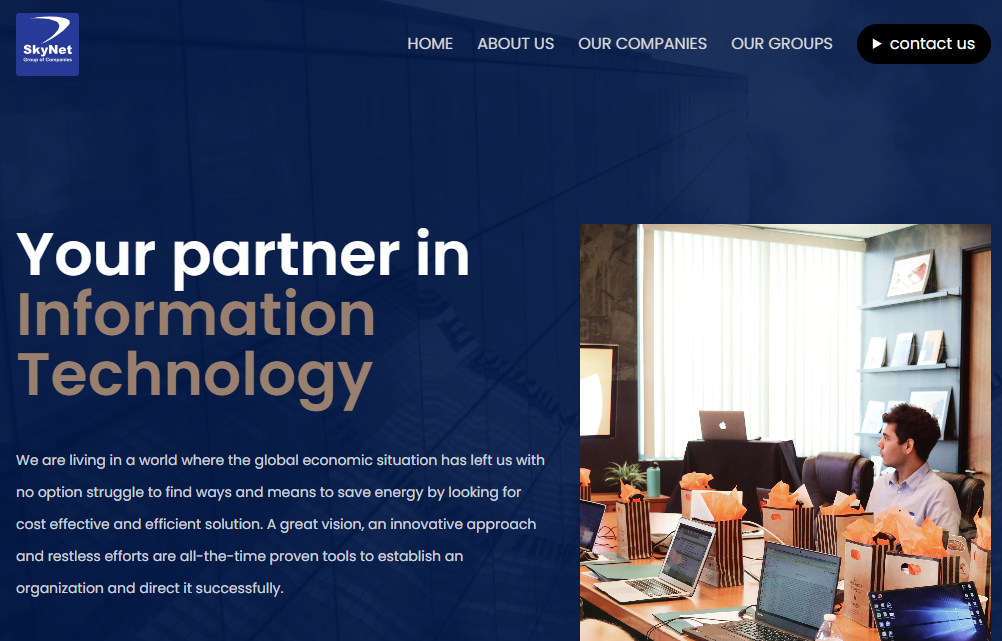 SkyNet
Group of Companies
HOME
ABOUT US
OUR COMPANIES
OUR GROUPS
contact us
Your partner in
Information
Technology
We are living in a world where the global economic situation has left us with
no option struggle to find ways and means to save energy by looking for
cost effective and efficient solution. A great vision, an innovative approach
and restless efforts are all-the-time proven tools to establish an
organization and direct it successfully.